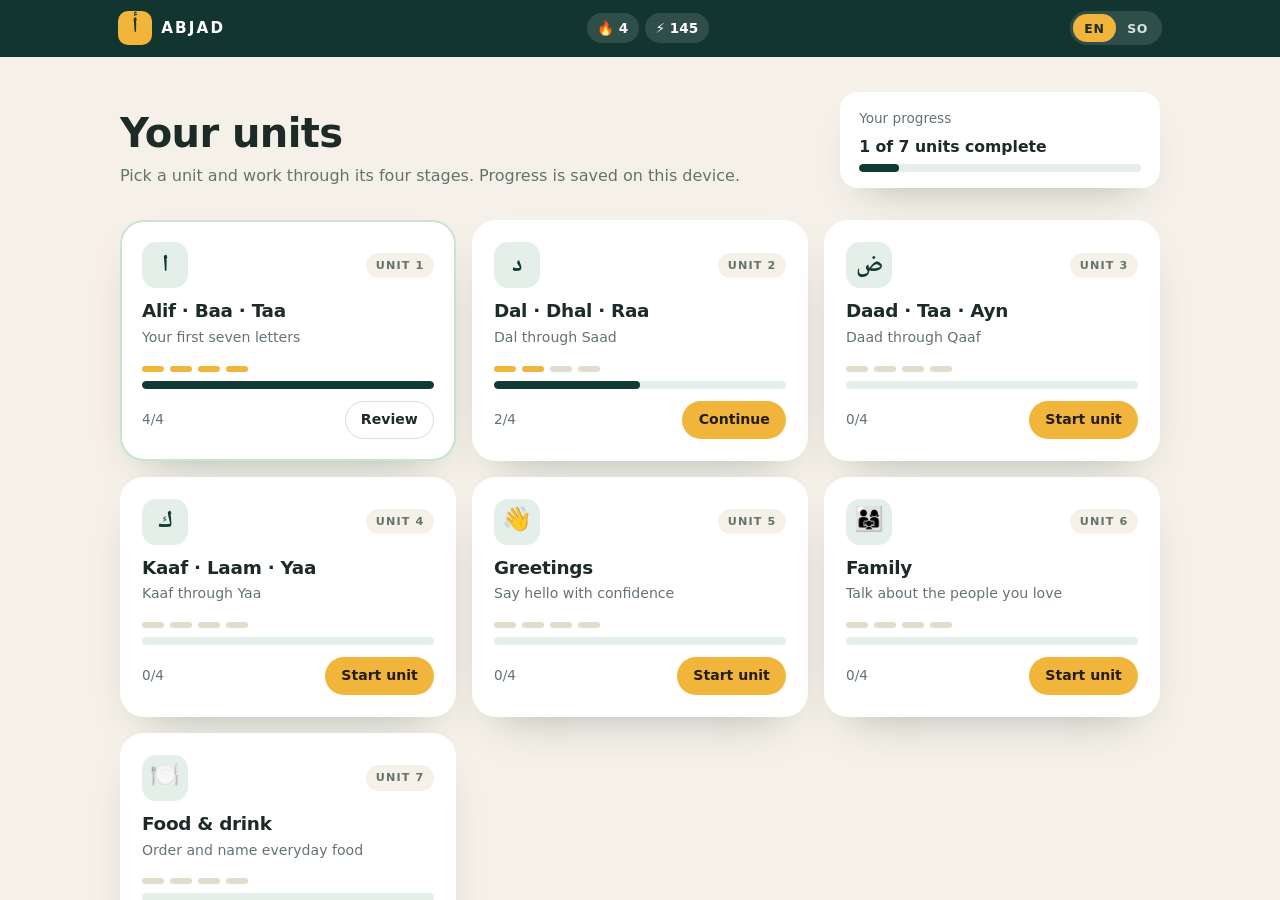 أ ABJAD
🔥 4
⚡ 145
EN
SO
Your units
Pick a unit and work through its four stages. Progress is saved on this device.
Your progress
1 of 7 units complete
ا
UNIT 1
Alif · Baa · Taa
Your first seven letters
4/4
Review
د
UNIT 2
Dal · Dhal · Raa
Dal through Saad
2/4
Continue
ض
UNIT 3
Daad · Taa · Ayn
Daad through Qaaf
0/4
Start unit
ك
UNIT 4
Kaaf · Laam · Yaa
Kaaf through Yaa
0/4
Start unit
👋
UNIT 5
Greetings
Say hello with confidence
0/4
Start unit
👨‍👩‍👧
UNIT 6
Family
Talk about the people you love
0/4
Start unit
🍽️
UNIT 7
Food & drink
Order and name everyday food